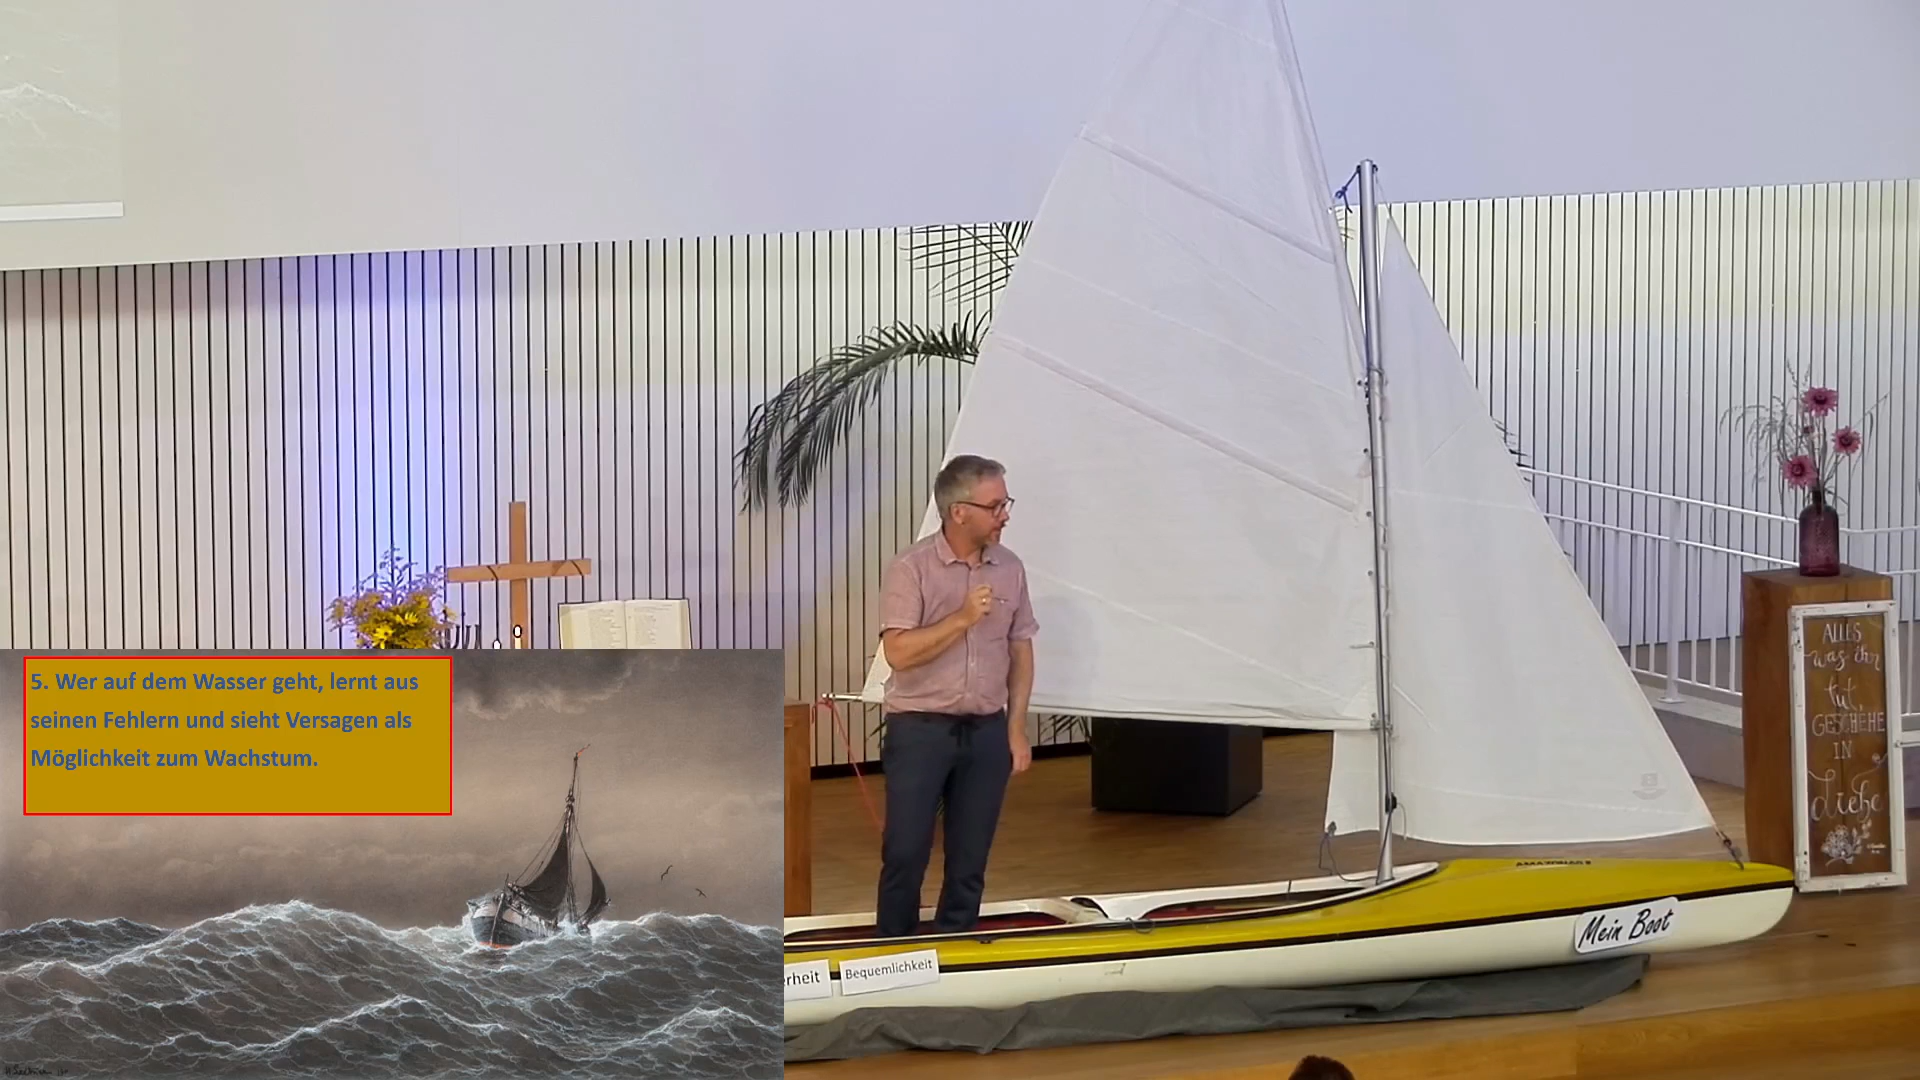 5. Wer auf dem Wasser geht, lernt aus
seinen Fehlern und sieht Versagen als
Möglichkeit zum Wachstum.
ALLES
was ihr
tut,
GESCHEHE
IN
Liebe
Mein Boot
rheit
Bequemlichkeit